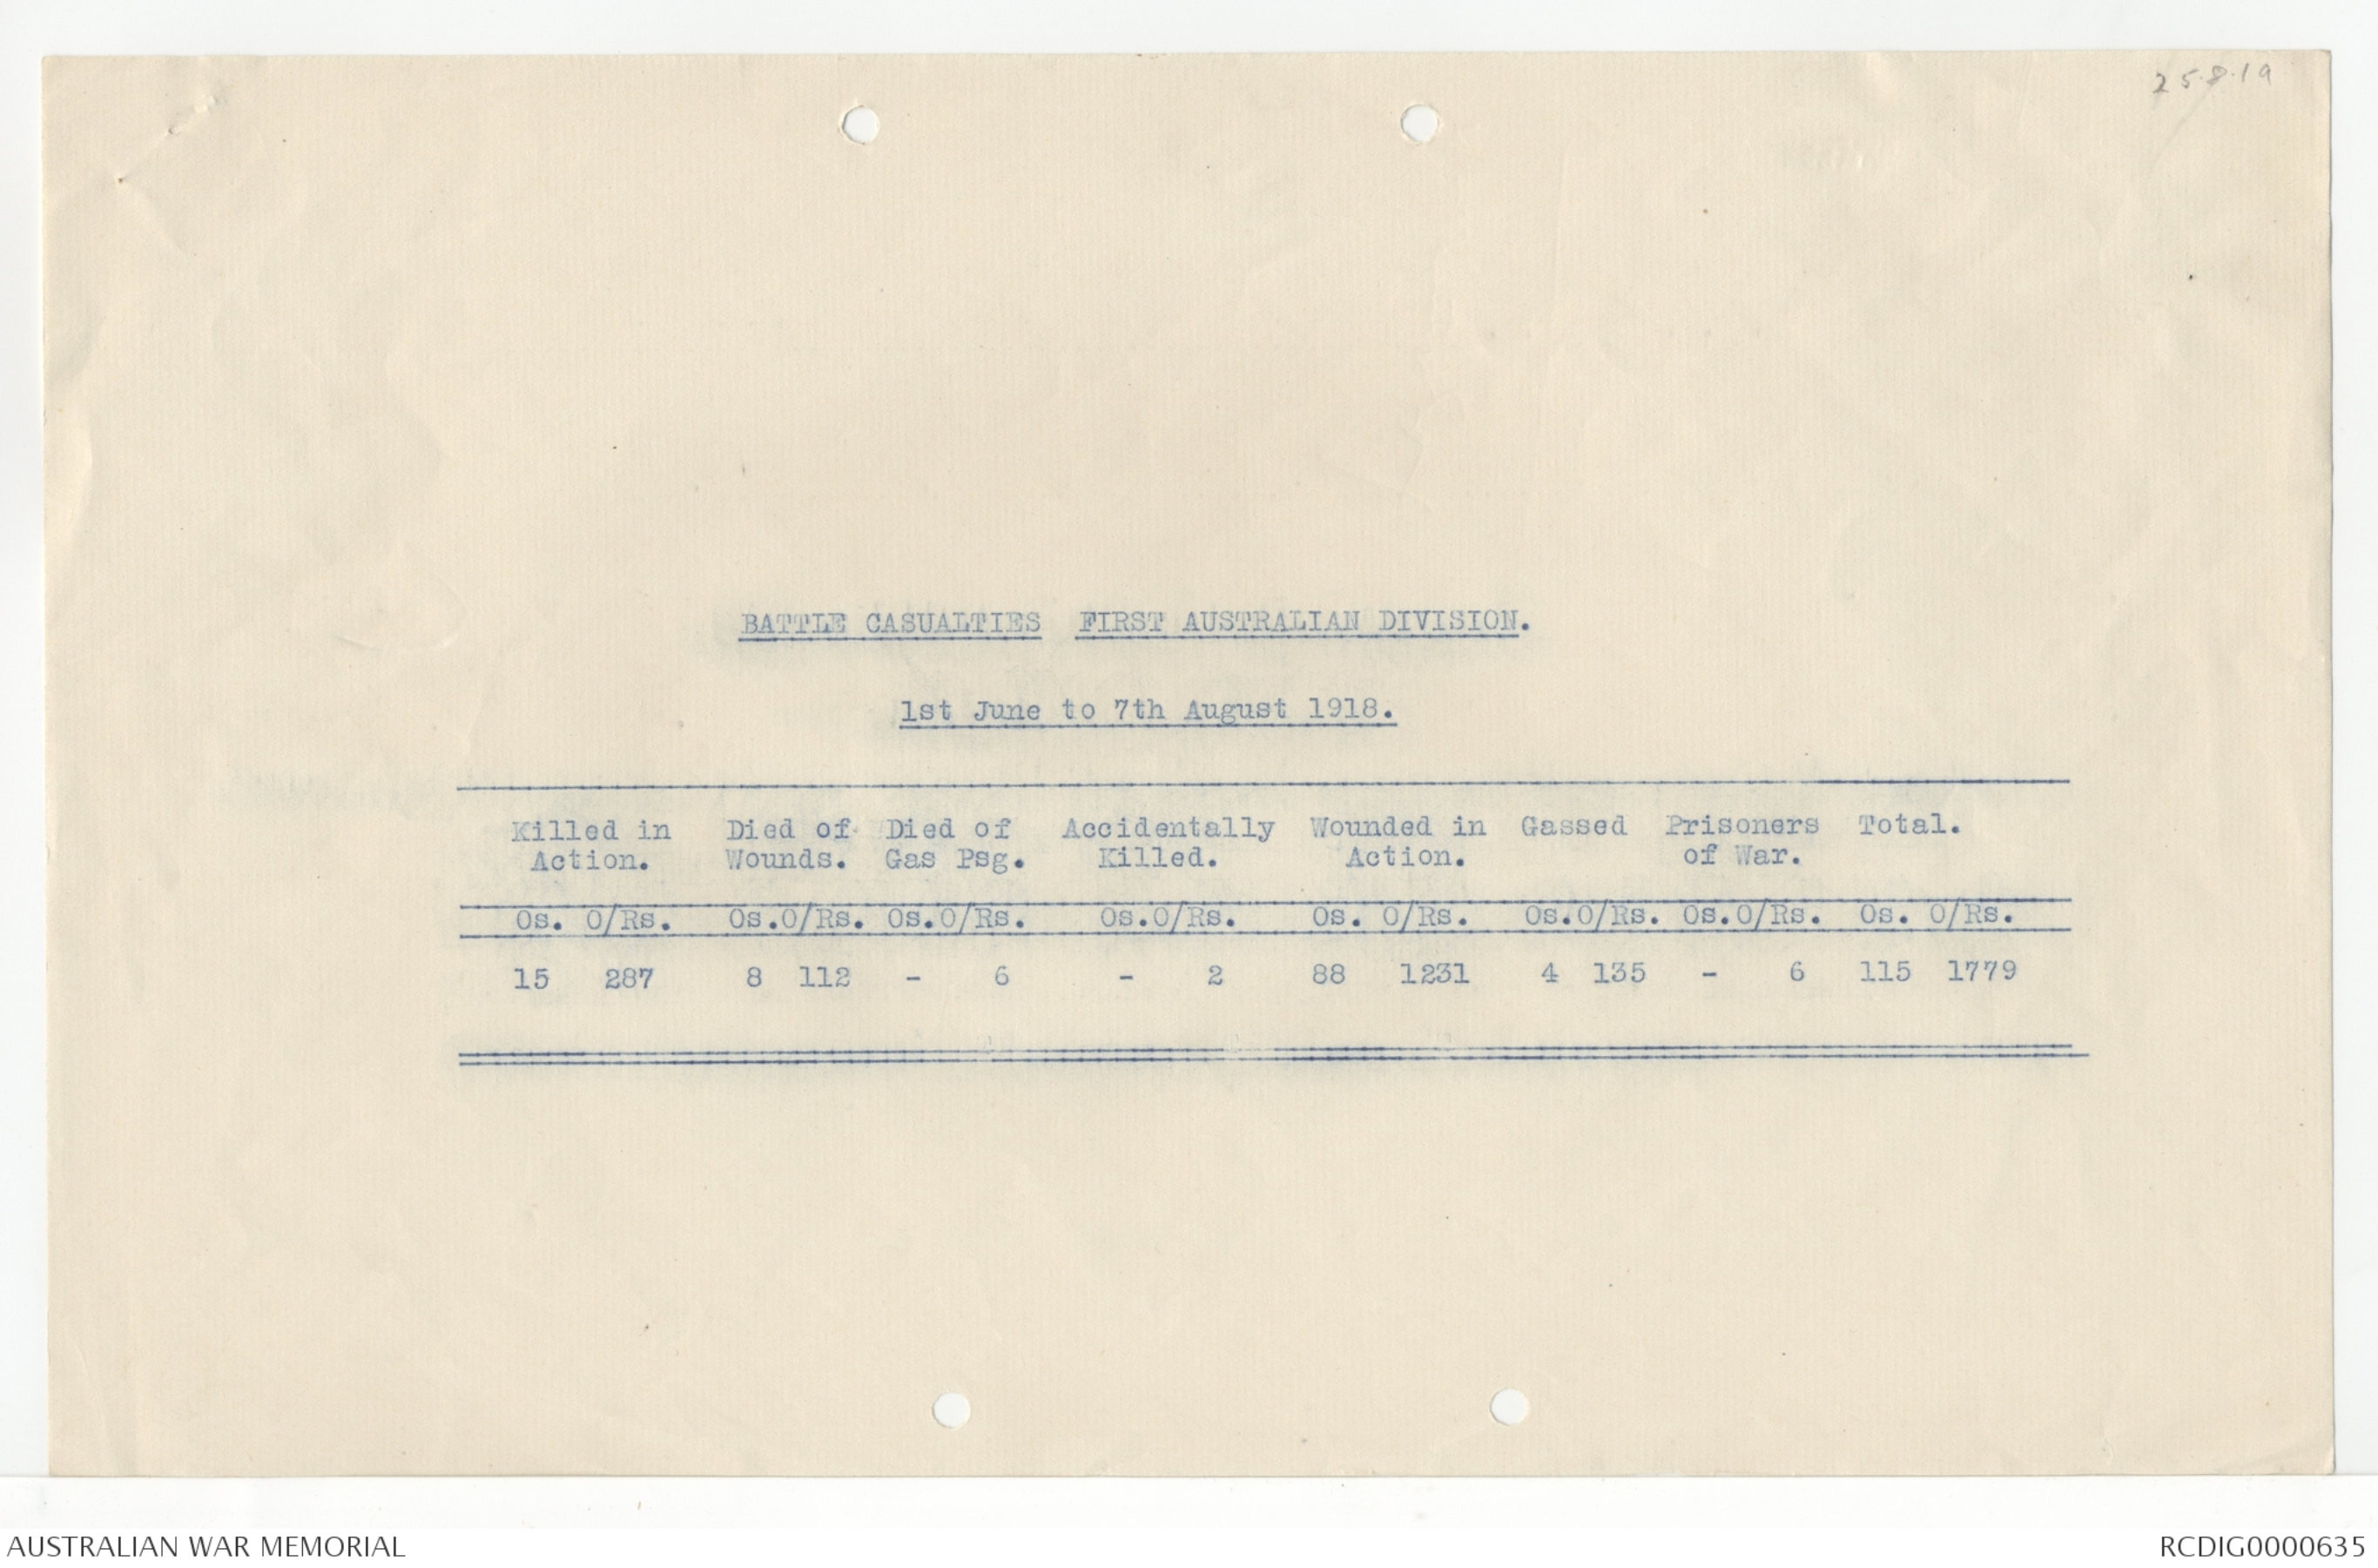 25.8.19
BATTLE CASUALTIES FIRST AUSTRALIAN DIVISION.
1st June to 7th August 1918.
Killed in Died of Died of Accidentally Wounded in Gassed Prisoners Total.
Action. Wounds. Gas Psg. Killed. Action. of War.
Os. O/Rs. Os.O/Rs. Os.O/Rs. Os.O/Rs. Os. O/Rs. Os.O/Rs. Os.O/Rs. Os. O/Rs.
15 287 8 112 - 6 - 2 88 1231 4 135 - 6 115 1779
AUSTRALIAN WAR MEMORIAL
RCDIG0000635